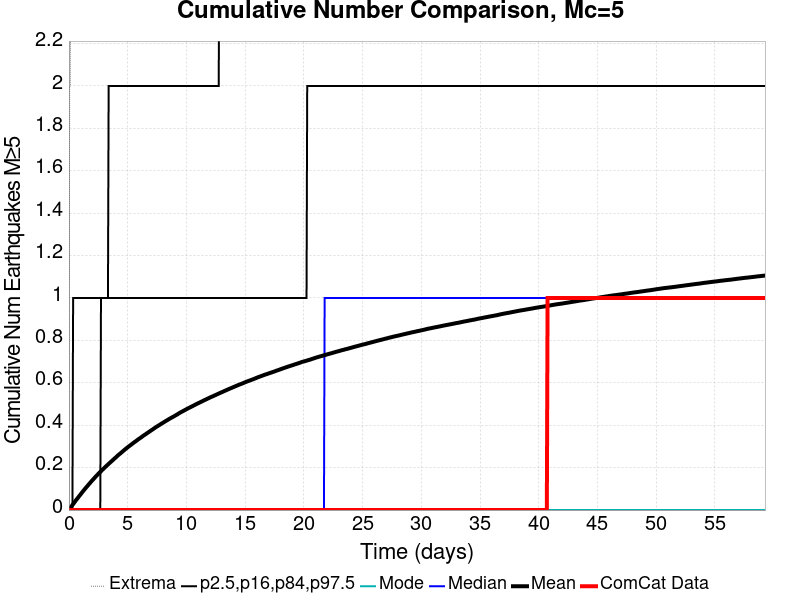 Cumulative Number Comparison, Mc=5
Cumulative Num Earthquakes M≥5
2.2
2
1.8
1.6
1.4
1.2
1
0.8
0.6
0.4
0.2
0
0 5 10 15 20 25 30 35 40 45 50 55
Time (days)
Extrema p2.5,p16,p84,p97.5 Mode Median Mean ComCat Data